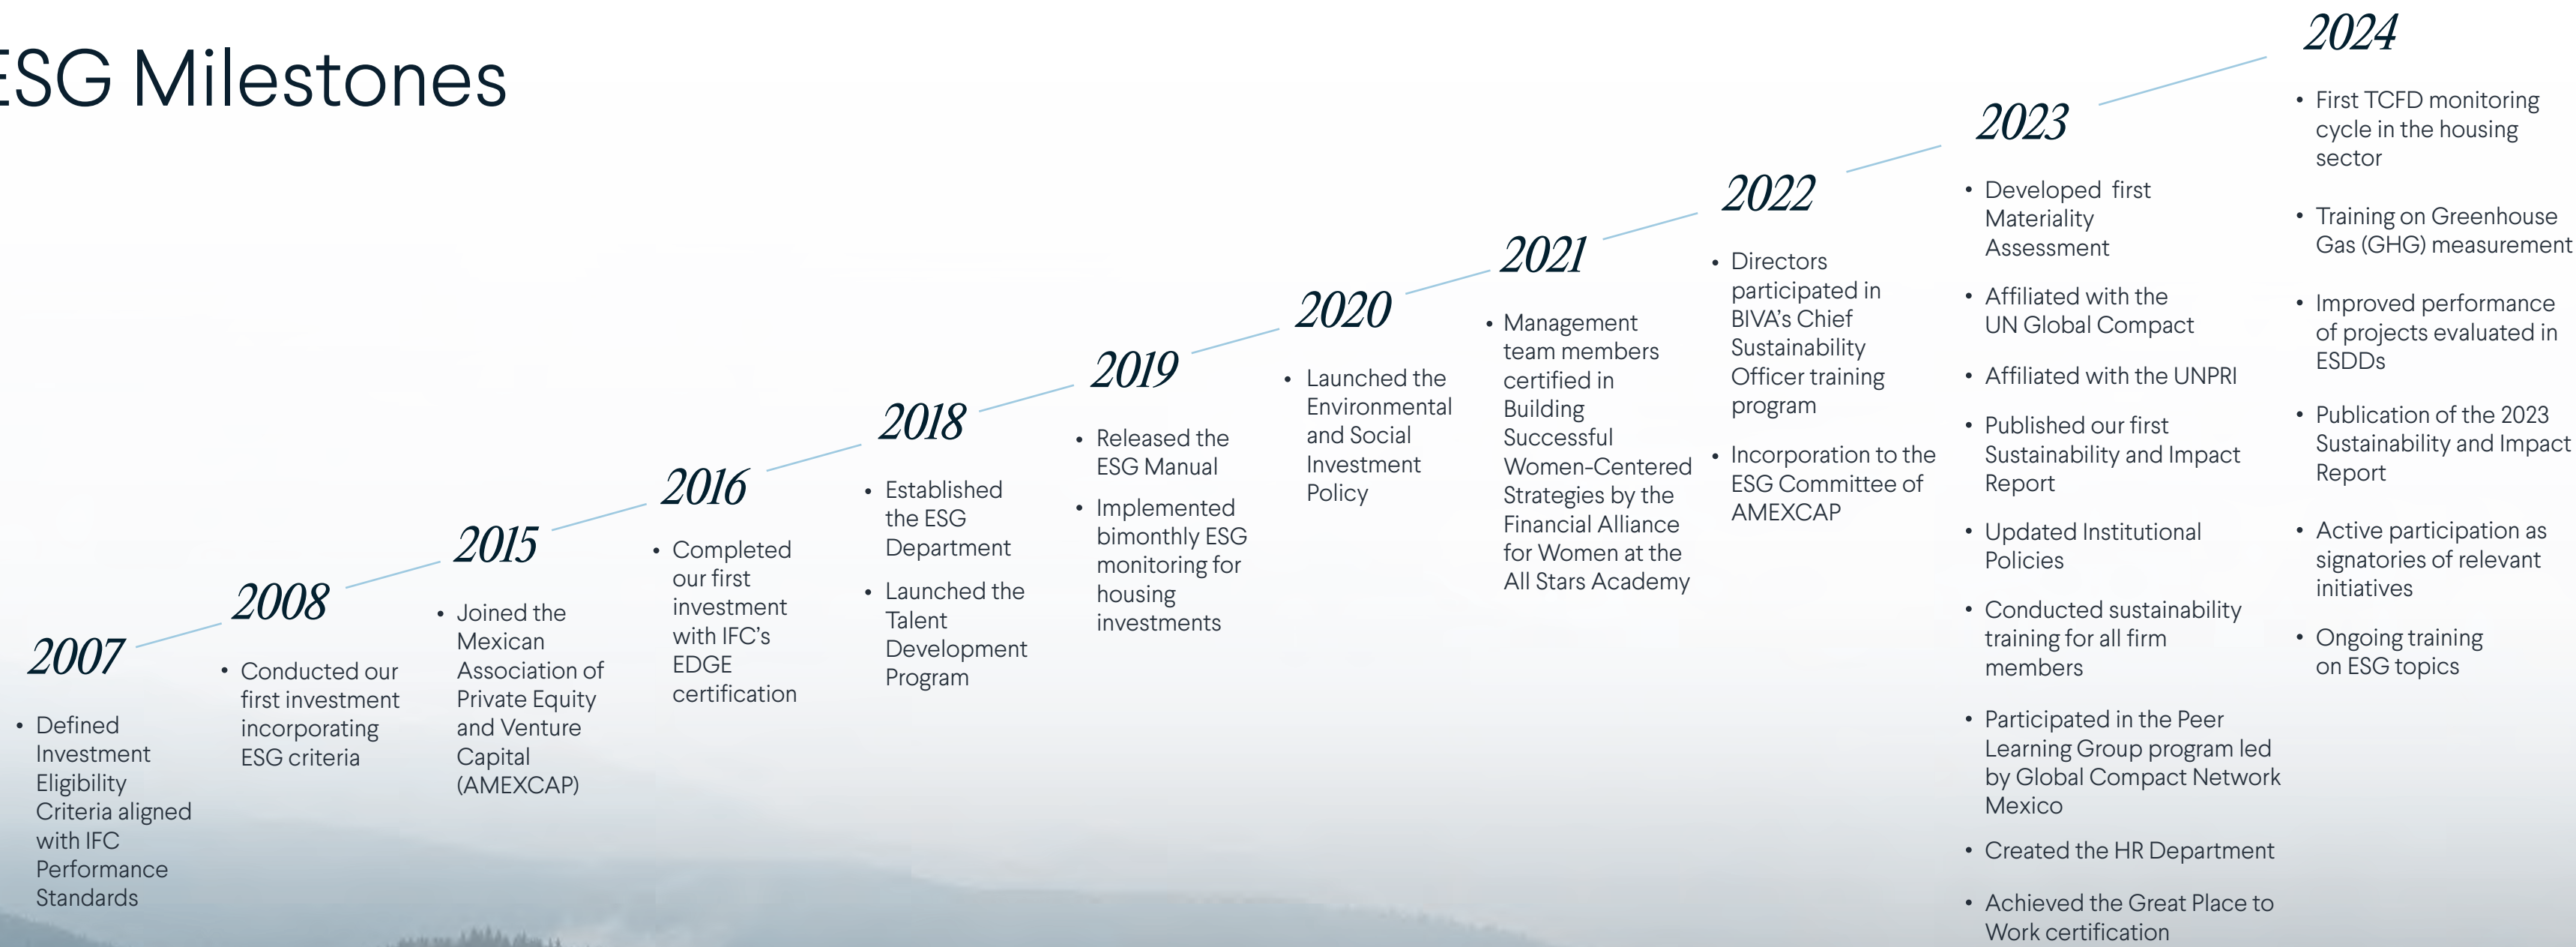 ESG Milestones
2007
• Defined
Investment
Eligibility
Criteria aligned
with IFC
Performance
Standards
2008
• Conducted our
first investment
incorporating
ESG criteria
2015
• Joined the
Mexican
Association of
Private Equity
and Venture
Capital
(AMEXCAP)
2016
• Completed
our first
investment
with IFC’s
EDGE
certification
2018
• Established
the ESG
Department
• Launched the
Talent
Development
Program
2019
• Released the
ESG Manual
• Implemented
bimonthly ESG
monitoring for
housing
investments
2020
• Launched the
Environmental
and Social
Investment
Policy
2021
• Management
team members
certified in
Building
Successful
Women-Centered
Strategies by the
Financial Alliance
for Women at the
All Stars Academy
2022
• Directors
participated in
BIVA’s Chief
Sustainability
Officer training
program
• Incorporation to the
ESG Committee of
AMEXCAP
2023
• Developed first
Materiality
Assessment
• Affiliated with the
UN Global Compact
• Affiliated with the UNPRI
• Published our first
Sustainability and Impact
Report
• Updated Institutional
Policies
• Conducted sustainability
training for all firm
members
• Participated in the Peer
Learning Group program led
by Global Compact Network
Mexico
• Created the HR Department
• Achieved the Great Place to
Work certification
2024
• First TCFD monitoring
cycle in the housing
sector
• Training on Greenhouse
Gas (GHG) measurement
• Improved performance
of projects evaluated in
ESDDs
• Publication of the 2023
Sustainability and Impact
Report
• Active participation as
signatories of relevant
initiatives
• Ongoing training
on ESG topics